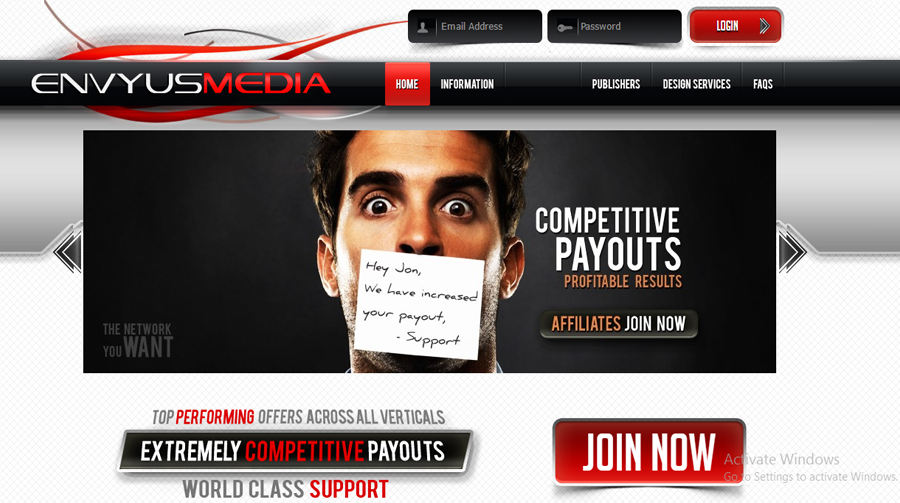 Email Address
Password
LOGIN
ENVYUSMEDIA
HOME
INFORMATION
PUBLISHERS
DESIGN SERVICES
FAQS
Hey Jon,
We have increased
your payout,
- Support
COMPETITIVE
PAYOUTS
PROFITABLE RESULTS
AFFILIATES JOIN NOW
THE NETWORK
YOU WANT
TOP PERFORMING OFFERS ACROSS ALL VERTICALS
EXTREMELY COMPETITIVE PAYOUTS
WORLD CLASS SUPPORT
JOIN NOW
Activate Windows
Go to Settings to activate Windows.